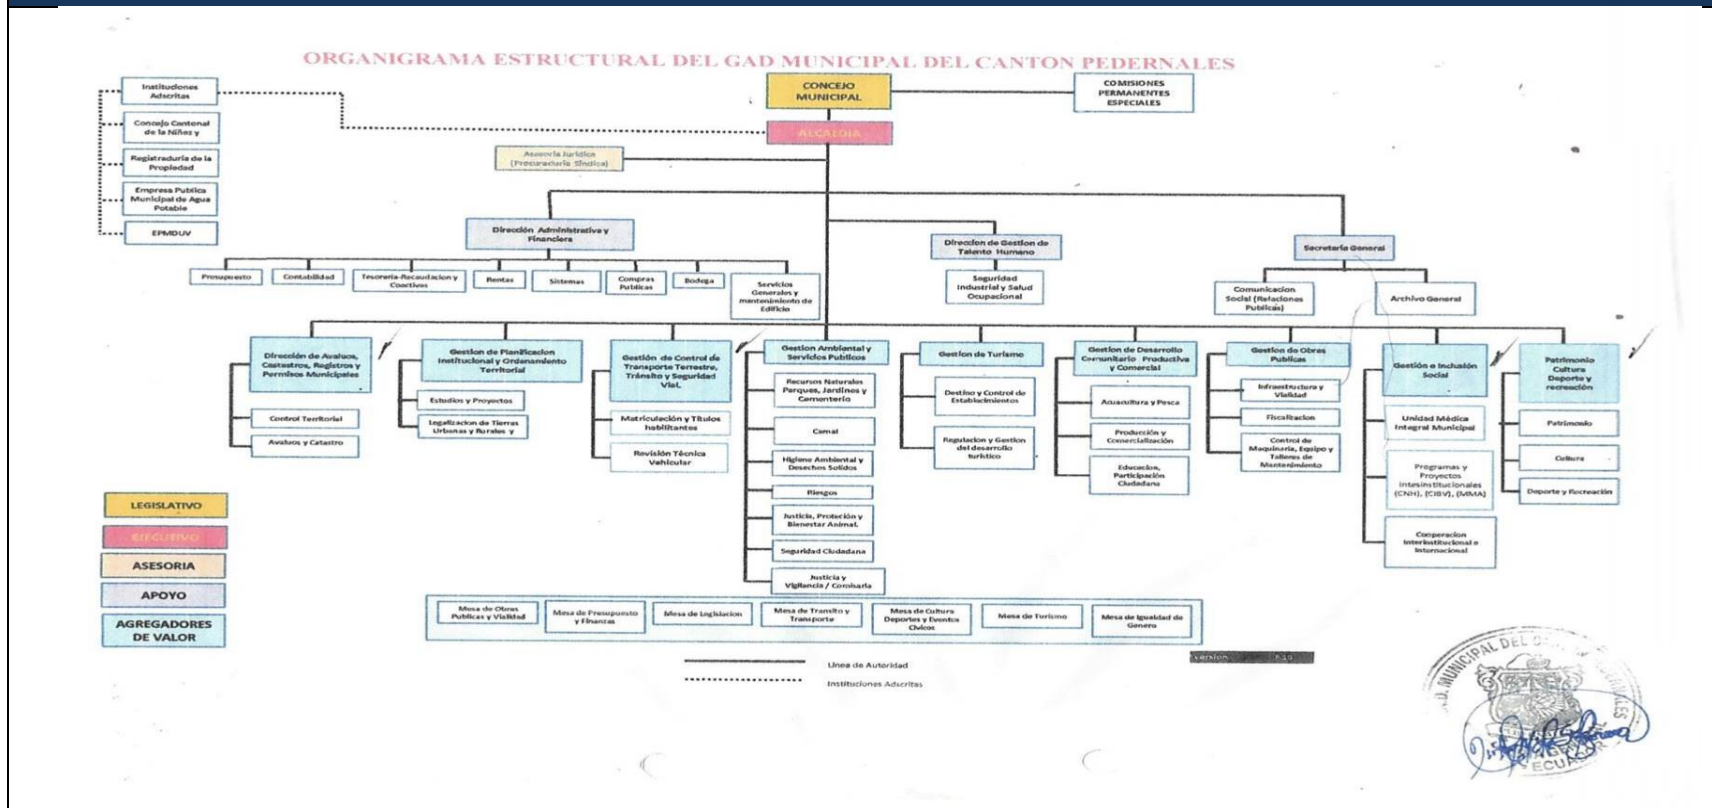 ORGANIGRAMA ESTRUCTURAL DEL GAD MUNICIPAL DEL CANTON PEDERNALES
Instituciones
Adscritas
Concejo Cantonal
de la Niñez y
Registraduría de la
Propiedad
Empresa Publica
Municipal de Agua
Potable
EPMDUV
CONCEJO
MUNICIPAL
COMISIONES
PERMANENTES
ESPECIALES
ALCALDIA
Asesoría Jurídica
(Procuraduría Síndica)
Dirección Administrativa y
Financiera
Direccion de Gestion de
Talento Humano
Secretaría General
Presupuesto
Contabilidad
Tesorería-Recaudacion y
Coactivos
Rentas
Sistemas
Compras
Publicas
Bodega
Servicios
Generales y
mantenimiento de
Edificio
Seguridad
Industrial y Salud
Ocupacional
Comunicacion
Social (Relaciones
Publicas)
Archivo General
Dirección de Avaluos,
Castastros, Registros y
Permisos Municipales
Control Territorial
Avaluos y Catastro
Gestion de Planificacion
Institucional y Ordenamiento
Territorial
Estudios y Proyectos
Legalizacion de Tierras
Urbanas y Rurales y
Gestión de Control de
Transporte Terrestre,
Tránsito y Seguridad
Vial.
Matriculación y Títulos
habilitantes
Revisión Técnica
Vehicular
Gestion Ambiental y
Servicios Publicos
Recursos Naturales
Parques, Jardines y
Cementerio
Camal
Higiene Ambiental y
Desechos Solidos
Riesgos
Justicia, Protección y
Bienestar Animal.
Seguridad Ciudadana
Justicia y
Vigilancia / Comisaría
Gestion de Turismo
Destino y Control de
Establecimientos
Regulacion y Gestion
del desarrollo
turístico
Gestion de Desarrollo
Comunitario Productiva
y Comercial
Acuacultura y Pesca
Producción y
Comercialización
Educacion,
Participación
Ciudadana
Gestion de Obras
Publicas
Infraestructura y
Vialidad
Fiscalizacion
Control de
Maquinaria, Equipo y
Talleres de
Mantenimiento
Gestión e Inclusión
Social
Unidad Médica
Integral Municipal
Programas y
Proyectos
Intesinstitucionales
(CNH), (CIBV), (MMA)
Cooperacion
Interinstitucional e
Internacional
Patrimonio
Cultura
Deporte y
recreación
Patrimonio
Cultura
Deporte y Recreación
LEGISLATIVO
EJECUTIVO
ASESORIA
APOYO
AGREGADORES
DE VALOR
Mesa de Obras
Publicas y Vialidad
Mesa de Presupuesto
y Finanzas
Mesa de Legislacion
Mesa de Transito y
Transporte
Mesa de Cultura
Deportes y Eventos
Cívicos
Mesa de Turismo
Mesa de Igualdad de
Genero
Linea de Autoridad
Instituciones Adscritas
version
MUNICIPAL DEL
ECUADOR